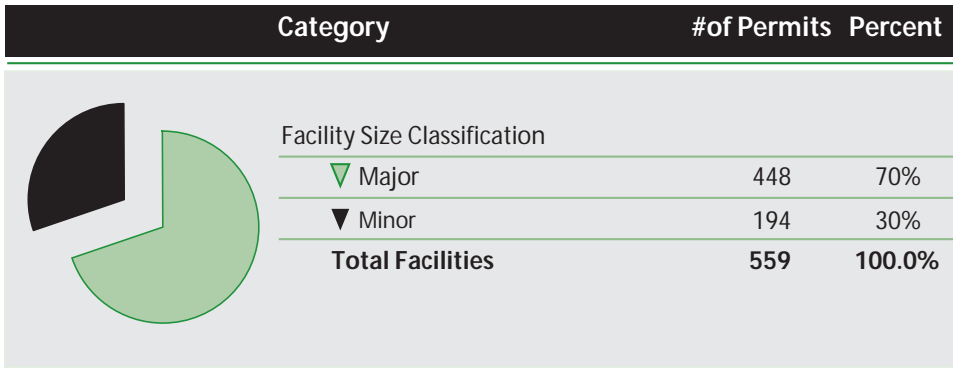 Category #of Permits Percent
Facility Size Classification
Major 448 70%
Minor 194 30%
Total Facilities 559 100.0%